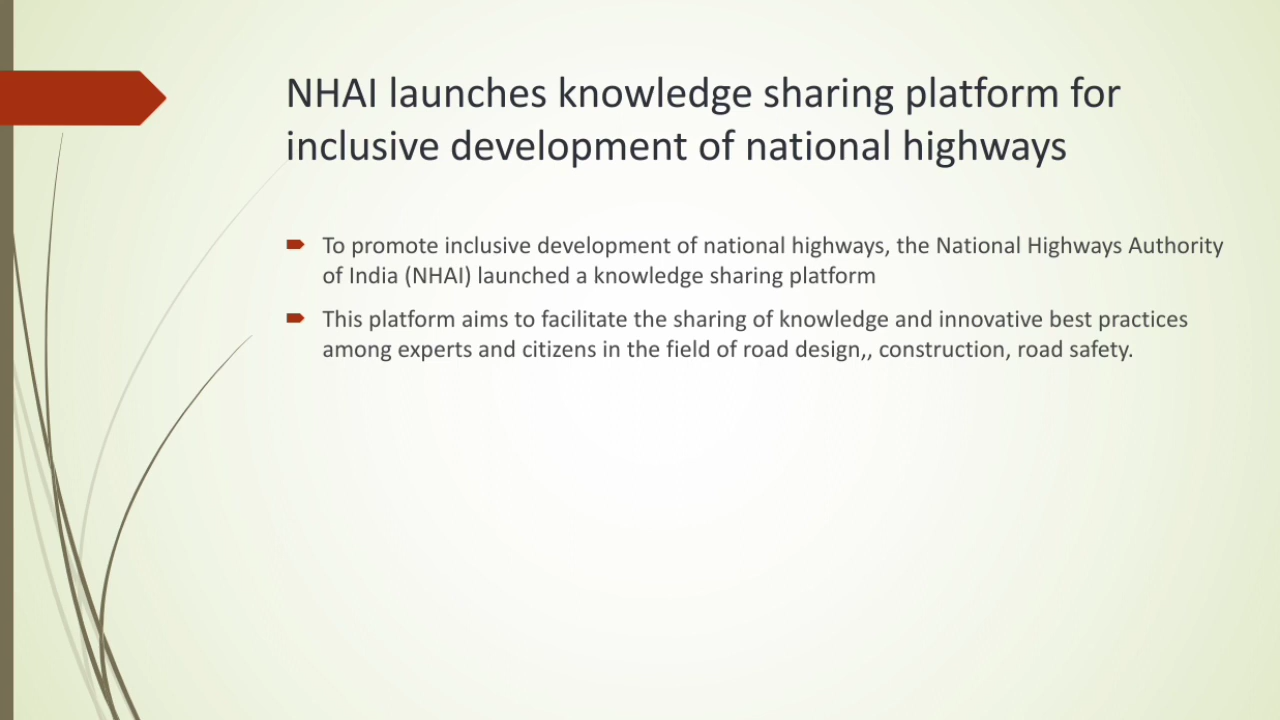 NHAI launches knowledge sharing platform for
inclusive development of national highways
To promote inclusive development of national highways, the National Highways Authority
of India (NHAI) launched a knowledge sharing platform
This platform aims to facilitate the sharing of knowledge and innovative best practices
among experts and citizens in the field of road design,, construction, road safety.